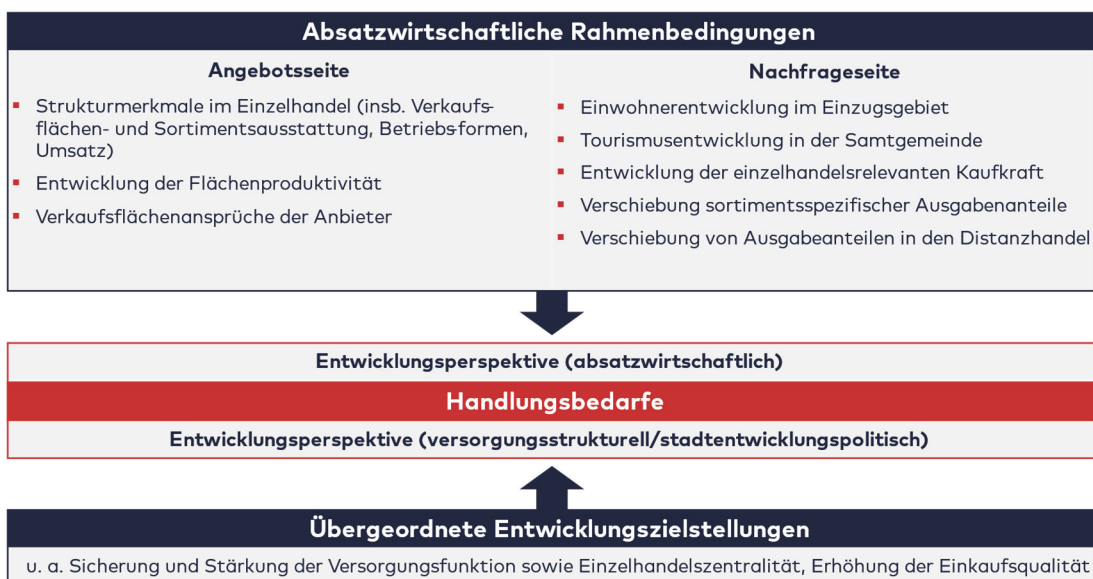 Absatzwirtschaftliche Rahmenbedingungen
Angebotsseite
Strukturmerkmale im Einzelhandel (insb. Verkaufs-
flächen- und Sortimentsausstattung, Betriebs-formen,
Umsatz)
Entwicklung der Flächenproduktivität
Verkaufsflächenansprüche der Anbieter
Nachfrageseite
Einwohnerentwicklung im Einzugsgebiet
Tourismusentwicklung in der Samtgemeinde
Entwicklung der einzelhandelsrelevanten Kaufkraft
Verschiebung sortimentsspezifischer Ausgabenanteile
Verschiebung von Ausgabeanteilen in den Distanzhandel
Entwicklungsperspektive (absatzwirtschaftlich)
Handlungsbedarfe
Entwicklungsperspektive (versorgungsstrukturell/stadtentwicklungspolitisch)
Übergeordnete Entwicklungszielstellungen
u. a. Sicherung und Stärkung der Versorgungsfunktion sowie Einzelhandelszentralität, Erhöhung der Einkaufsqualität